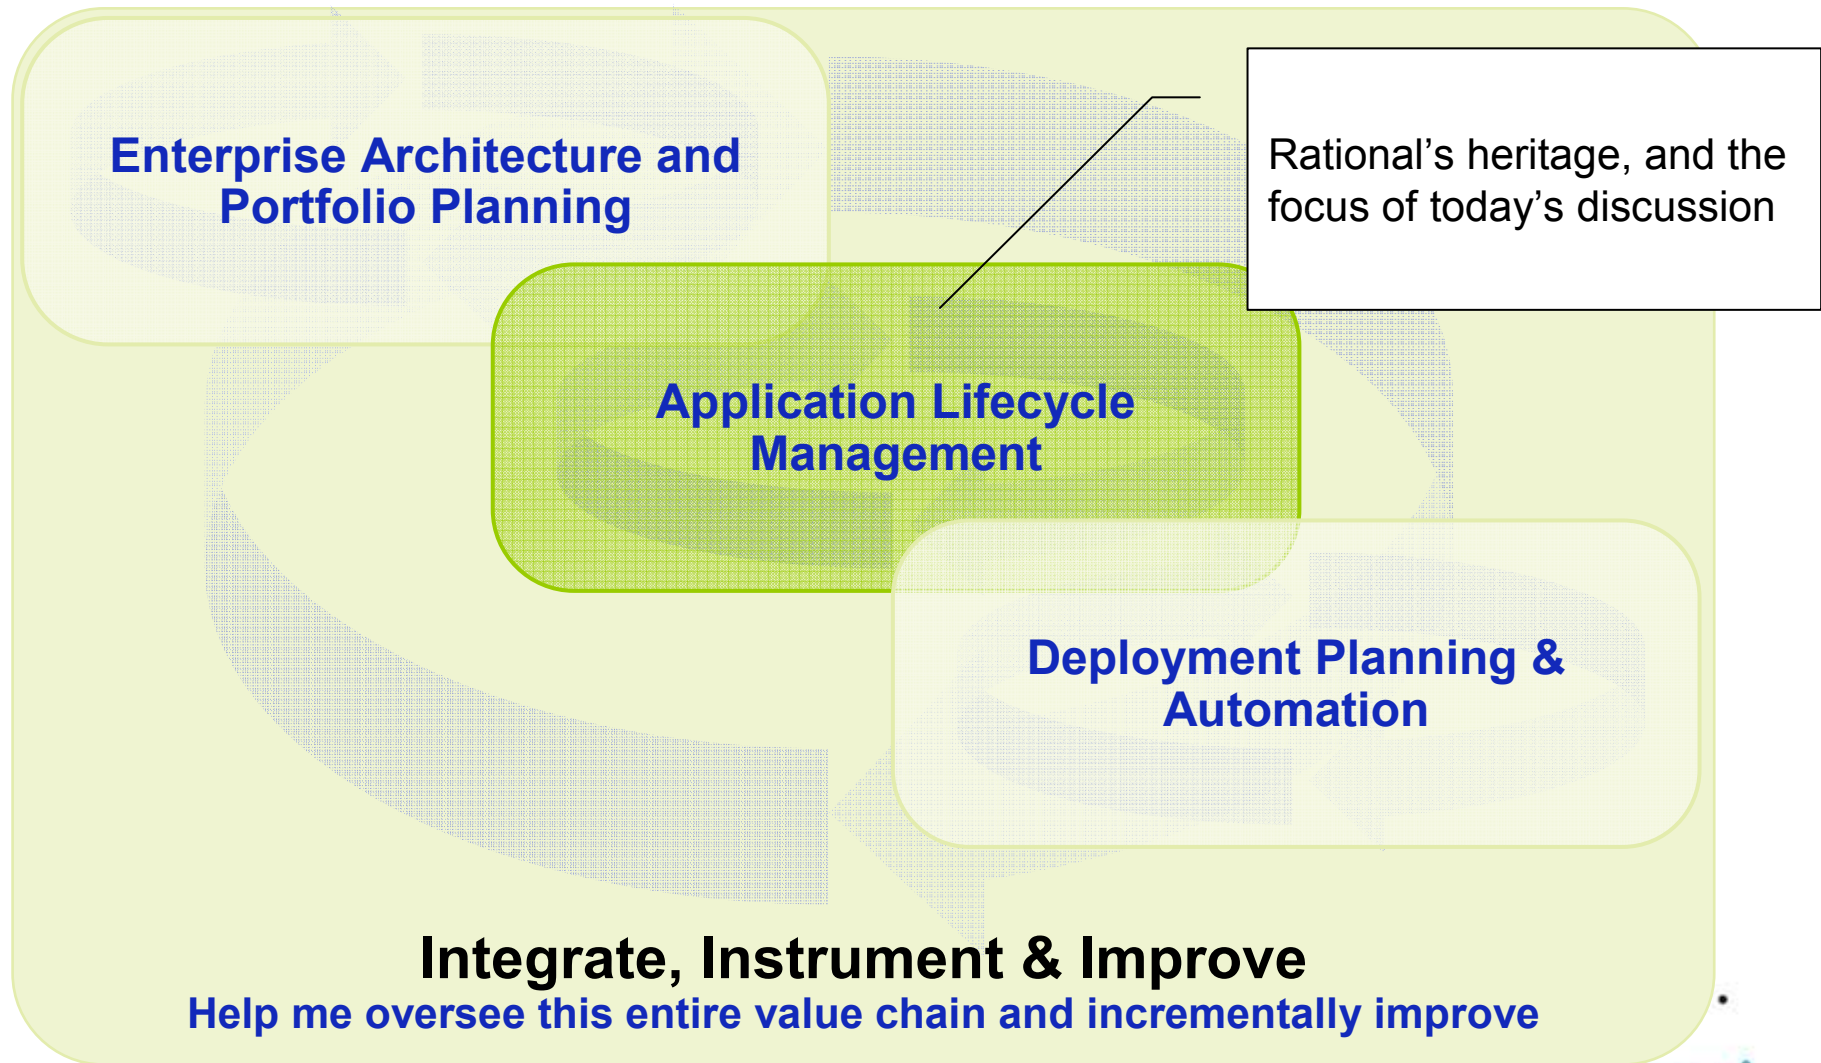 Enterprise Architecture and
Portfolio Planning
Rational’s heritage, and the
focus of today’s discussion
Application Lifecycle
Management
Deployment Planning &
Automation
Integrate, Instrument & Improve
Help me oversee this entire value chain and incrementally improve